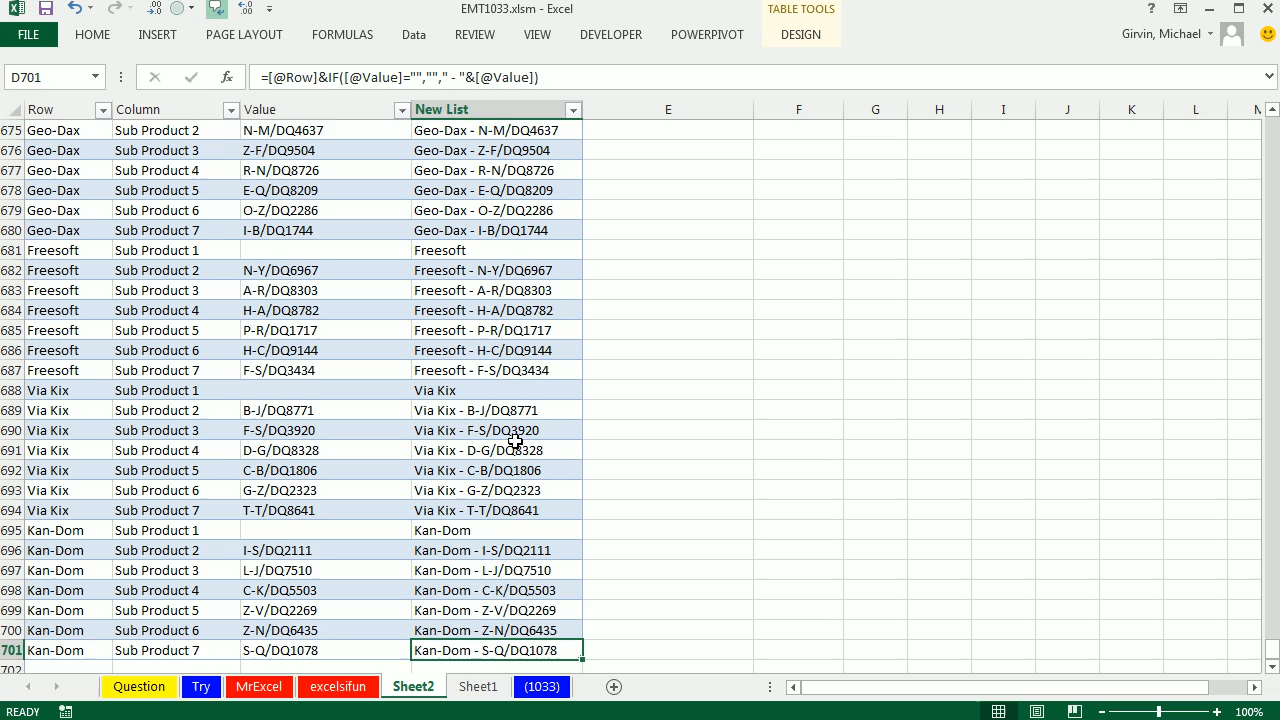 EMT1033.xlsm - Excel
TABLE TOOLS
FILE HOME INSERT PAGE LAYOUT FORMULAS Data REVIEW VIEW DEVELOPER POWERPIVOT DESIGN Girvin, Michael
D701 fx =[@Row]&IF([@Value]="",""," - "&[@Value])
Row Column Value New List E F G H I J K L M
675 Geo-Dax Sub Product 2 N-M/DQ4637 Geo-Dax - N-M/DQ4637
676 Geo-Dax Sub Product 3 Z-F/DQ9504 Geo-Dax - Z-F/DQ9504
677 Geo-Dax Sub Product 4 R-N/DQ8726 Geo-Dax - R-N/DQ8726
678 Geo-Dax Sub Product 5 E-Q/DQ8209 Geo-Dax - E-Q/DQ8209
679 Geo-Dax Sub Product 6 O-Z/DQ2286 Geo-Dax - O-Z/DQ2286
680 Geo-Dax Sub Product 7 I-B/DQ1744 Geo-Dax - I-B/DQ1744
681 Freesoft Sub Product 1 Freesoft
682 Freesoft Sub Product 2 N-Y/DQ6967 Freesoft - N-Y/DQ6967
683 Freesoft Sub Product 3 A-R/DQ8303 Freesoft - A-R/DQ8303
684 Freesoft Sub Product 4 H-A/DQ8782 Freesoft - H-A/DQ8782
685 Freesoft Sub Product 5 P-R/DQ1717 Freesoft - P-R/DQ1717
686 Freesoft Sub Product 6 H-C/DQ9144 Freesoft - H-C/DQ9144
687 Freesoft Sub Product 7 F-S/DQ3434 Freesoft - F-S/DQ3434
688 Via Kix Sub Product 1 Via Kix
689 Via Kix Sub Product 2 B-J/DQ8771 Via Kix - B-J/DQ8771
690 Via Kix Sub Product 3 F-S/DQ3920 Via Kix - F-S/DQ3920
691 Via Kix Sub Product 4 D-G/DQ8328 Via Kix - D-G/DQ8328
692 Via Kix Sub Product 5 C-B/DQ1806 Via Kix - C-B/DQ1806
693 Via Kix Sub Product 6 G-Z/DQ2323 Via Kix - G-Z/DQ2323
694 Via Kix Sub Product 7 T-T/DQ8641 Via Kix - T-T/DQ8641
695 Kan-Dom Sub Product 1 Kan-Dom
696 Kan-Dom Sub Product 2 I-S/DQ2111 Kan-Dom - I-S/DQ2111
697 Kan-Dom Sub Product 3 L-J/DQ7510 Kan-Dom - L-J/DQ7510
698 Kan-Dom Sub Product 4 C-K/DQ5503 Kan-Dom - C-K/DQ5503
699 Kan-Dom Sub Product 5 Z-V/DQ2269 Kan-Dom - Z-V/DQ2269
700 Kan-Dom Sub Product 6 Z-N/DQ6435 Kan-Dom - Z-N/DQ6435
701 Kan-Dom Sub Product 7 S-Q/DQ1078 Kan-Dom - S-Q/DQ1078
702
Question Try MrExcel excelsifun Sheet2 Sheet1 (1033)
READY 100%